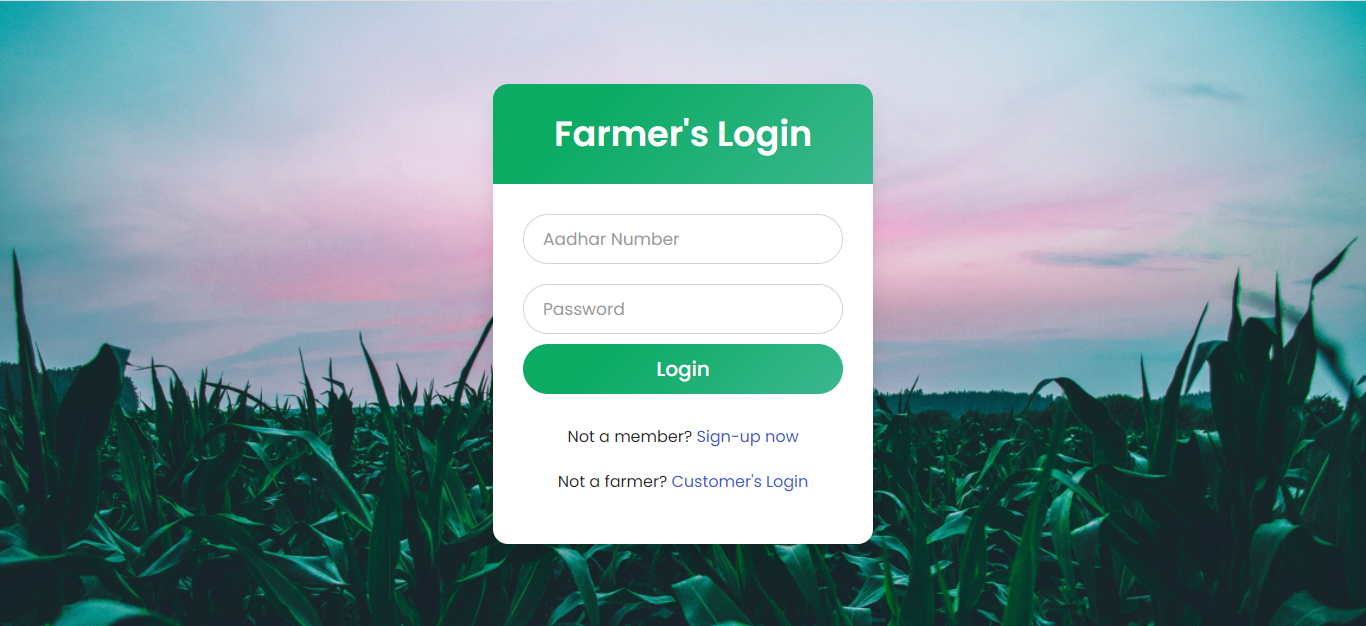 Farmer's Login
Aadhar Number
Password
Login
Not a member? Sign-up now
Not a farmer? Customer's Login